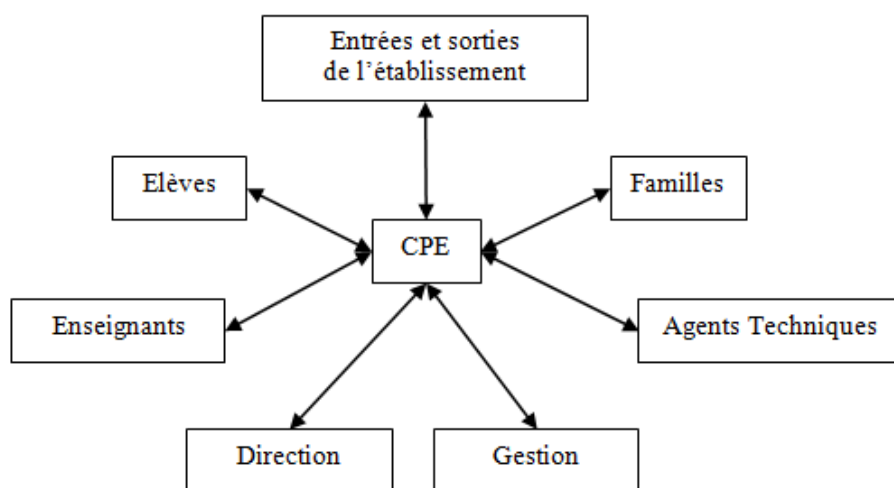 Entrées et sorties
de l’établissement
Elèves
Familles
CPE
Enseignants
Agents Techniques
Direction
Gestion